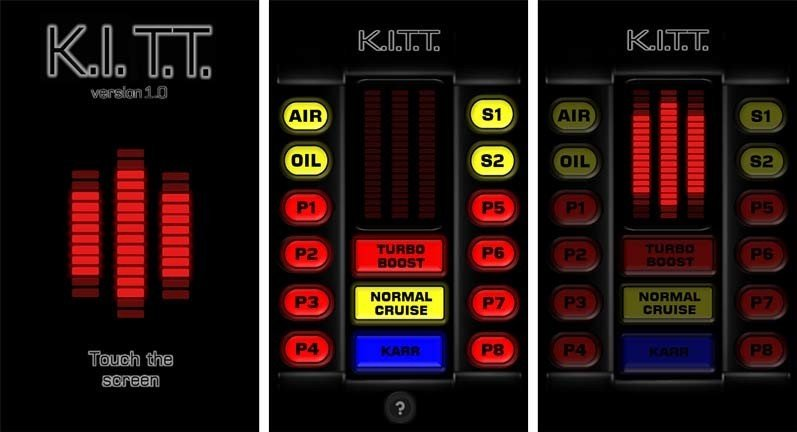 K.I.T.T.
version 1.0
Touch the
screen
K.I.T.T.
AIR
S1
OIL
S2
P1
P5
P2
TURBO
BOOST
P6
P3
NORMAL
CRUISE
P7
P4
KARR
P8
?
K.I.T.T.
AIR
S1
OIL
S2
P1
P5
P2
TURBO
BOOST
P6
P3
NORMAL
CRUISE
P7
P4
KARR
P8